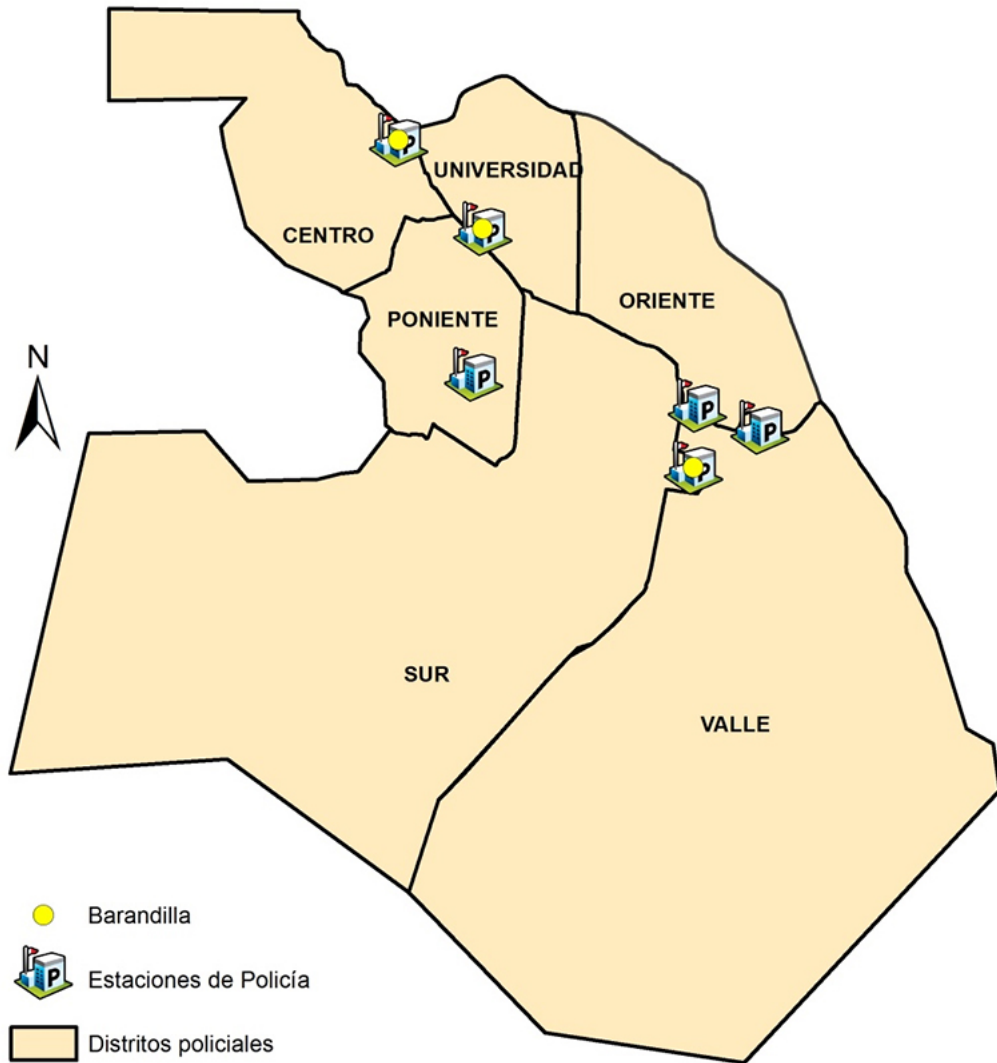 UNIVERSIDAD
CENTRO
ORIENTE
PONIENTE
N
SUR
VALLE
Barandilla
Estaciones de Policía
Distritos policiales
P
P
P
P
P
P
P